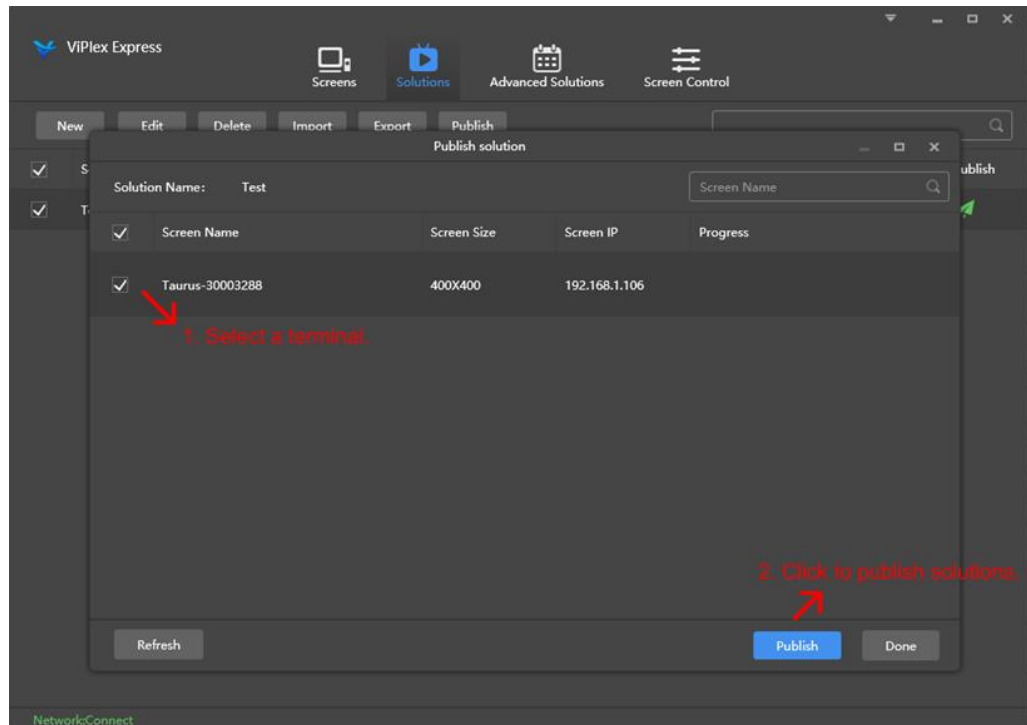 ViPlex Express
Screens
Solutions
Advanced Solutions
Screen Control
New
Edit
Delete
Import
Export
Publish
Publish solution
ublish
Solution Name: Test
Screen Name
Screen Name
Screen Size
Screen IP
Progress
Taurus-30003288
400X400
192.168.1.106
1. Select a terminal.
2. Click to publish solutions.
Refresh
Publish
Done
Network:Connect